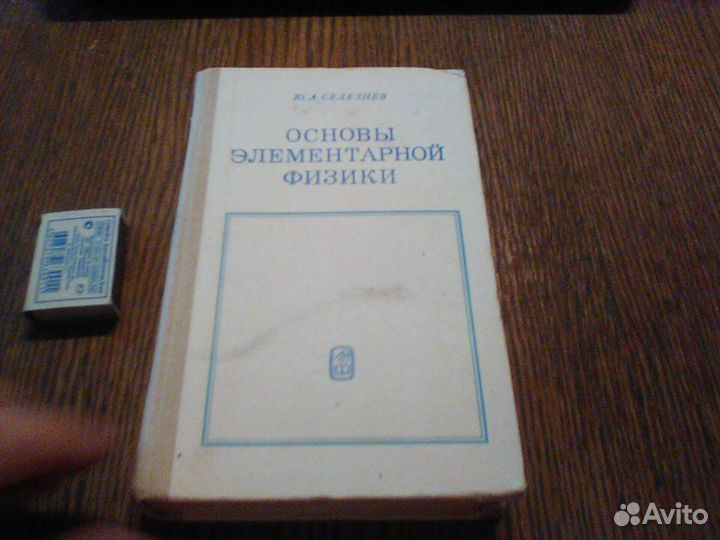 Ю. А. СЕЛЕЗНЕВ
ОСНОВЫ
ЭЛЕМЕНТАРНОЙ
ФИЗИКИ
Avito